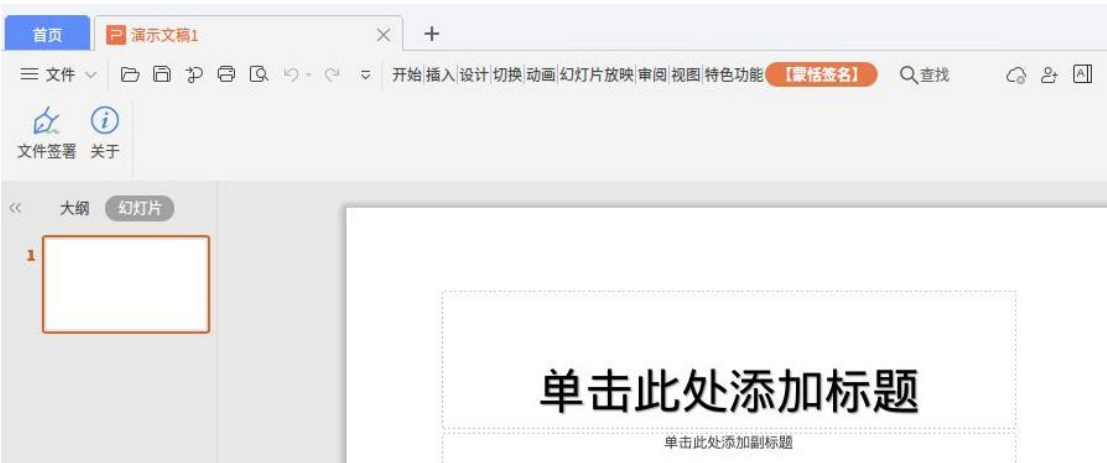 首页 演示文稿1
文件 开始 插入 设计 切换 动画 幻灯片放映 审阅 视图 特色功能 【蒙恬签名】 查找
文件签署 关于
大纲 幻灯片
1
单击此处添加标题
单击此处添加副标题